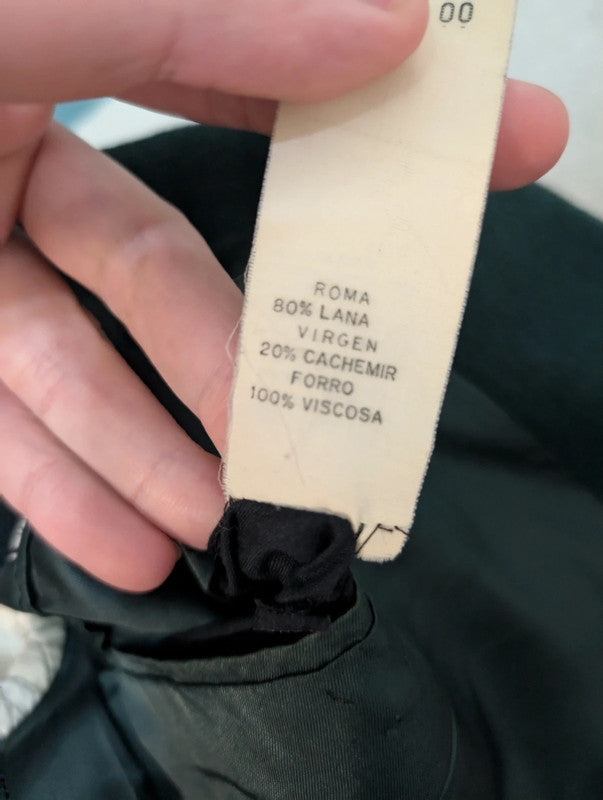 00
ROMA
80% LANA
VIRGEN
20% CACHEMIR
FORRO
100% VISCOSA